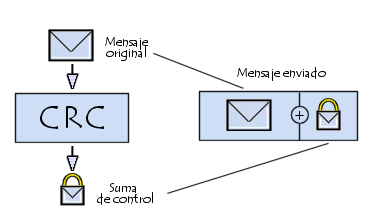 Mensaje
original
Mensaje enviado
CRC
Suma
de control